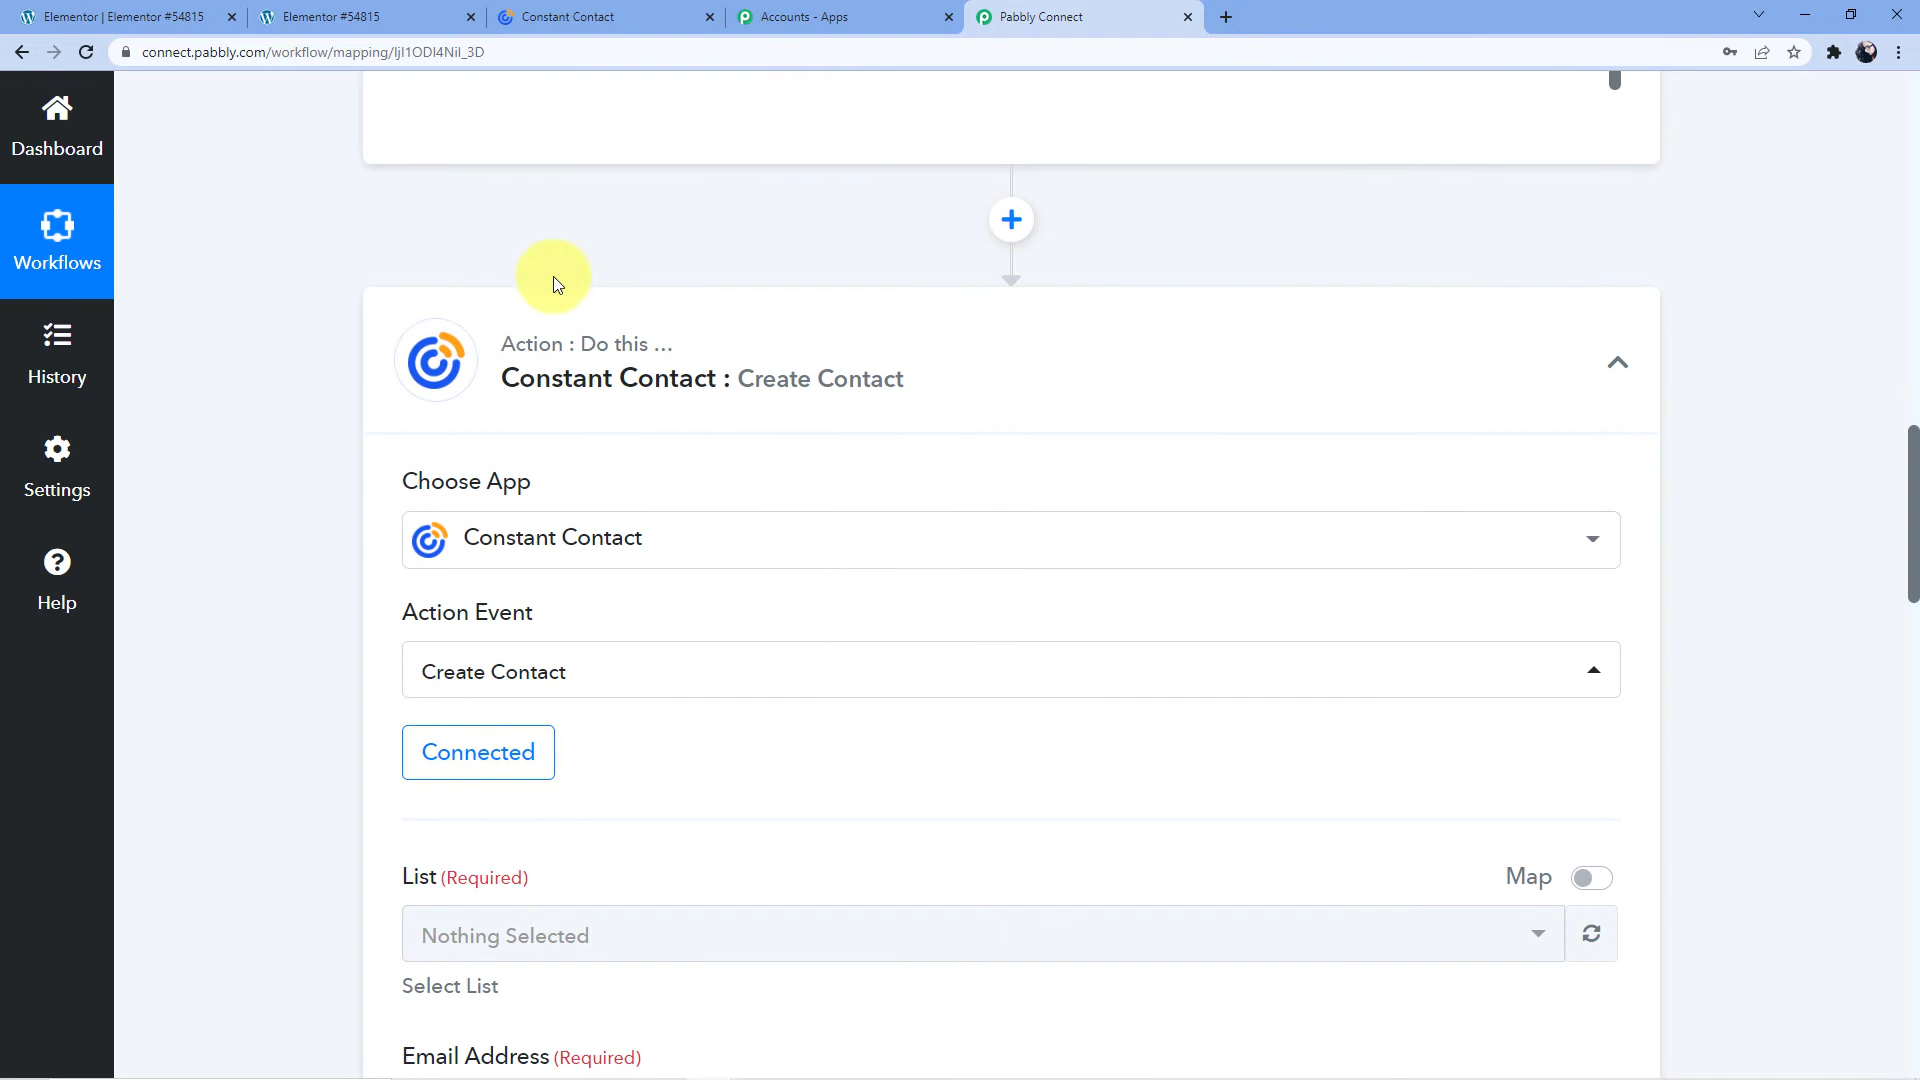 Elementor | Elementor #54815
Elementor #54815
Constant Contact
Accounts - Apps
Pabbly Connect
connect.pabbly.com/workflow/mapping/IjI1ODI4NiI_3D
Dashboard
Workflows
History
Settings
Help
Action : Do this ...
Constant Contact : Create Contact
Choose App
Constant Contact
Action Event
Create Contact
Connected
List (Required)
Map
Nothing Selected
Select List
Email Address (Required)